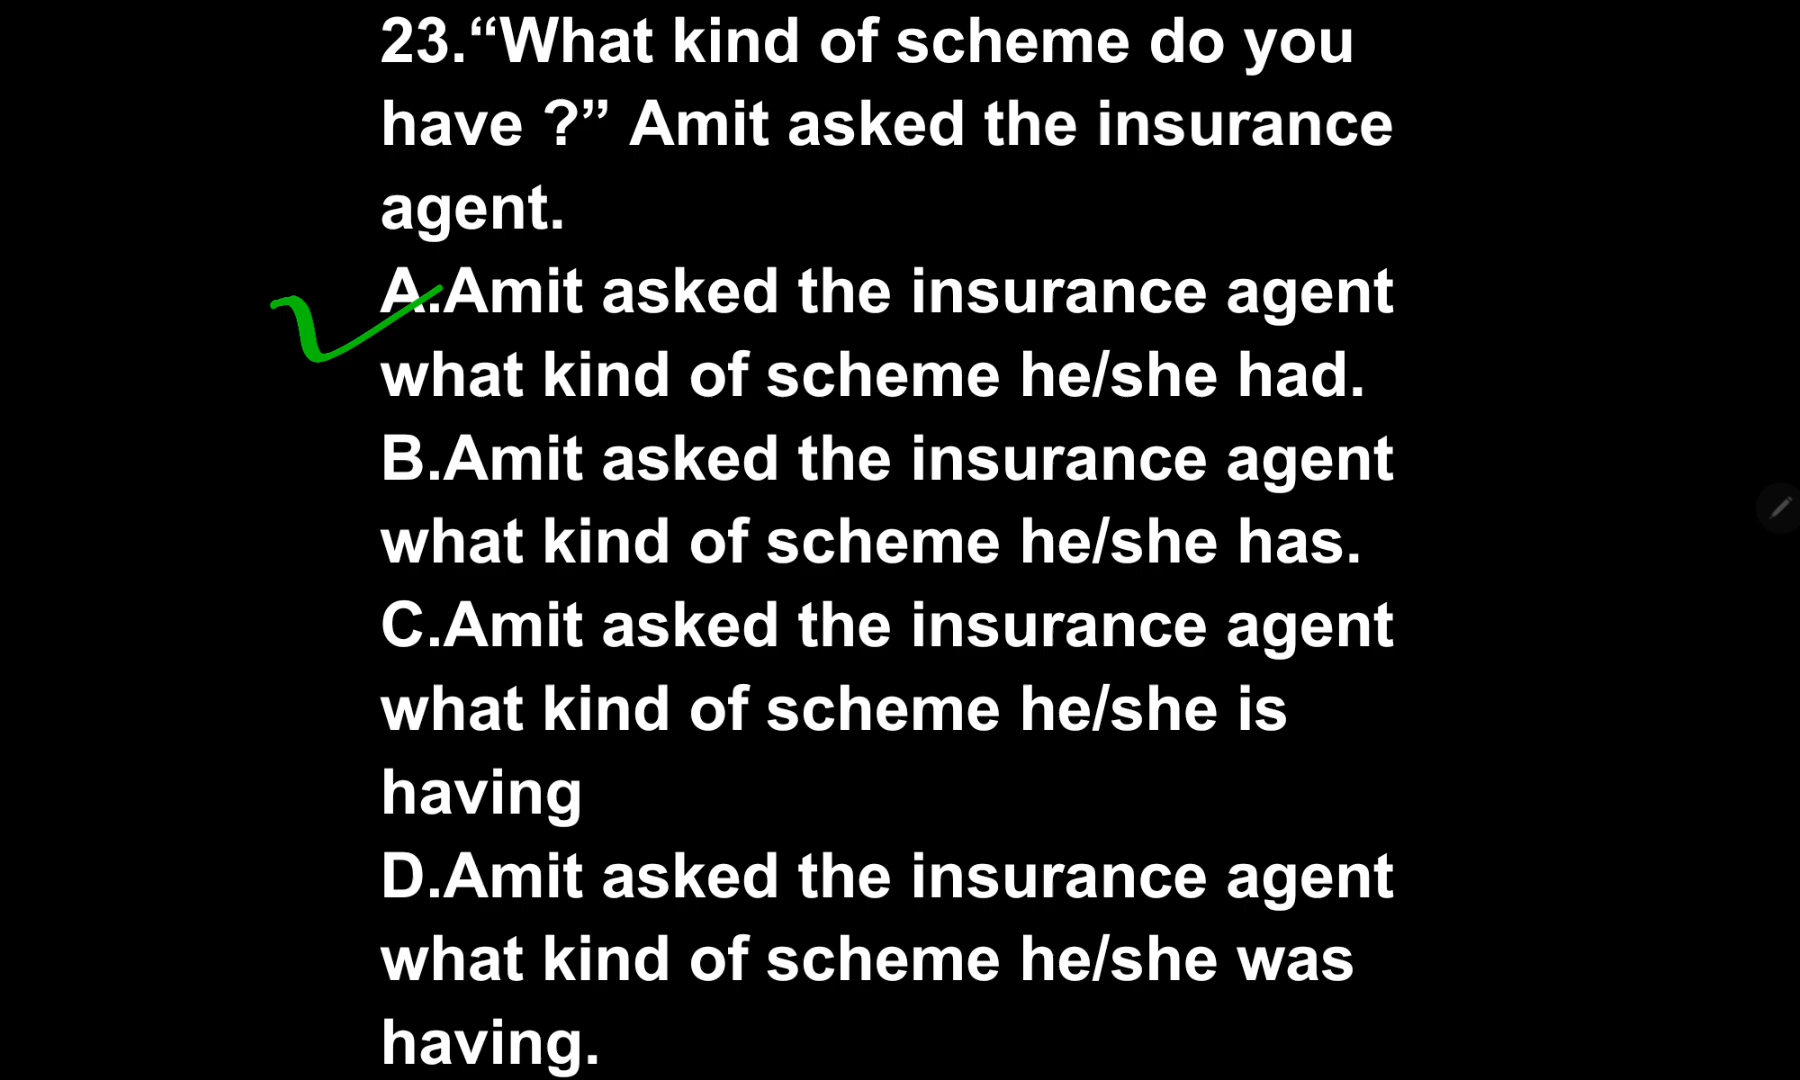 23.“What kind of scheme do you
have ?” Amit asked the insurance
agent.
A.Amit asked the insurance agent
what kind of scheme he/she had.
B.Amit asked the insurance agent
what kind of scheme he/she has.
C.Amit asked the insurance agent
what kind of scheme he/she is
having
D.Amit asked the insurance agent
what kind of scheme he/she was
having.